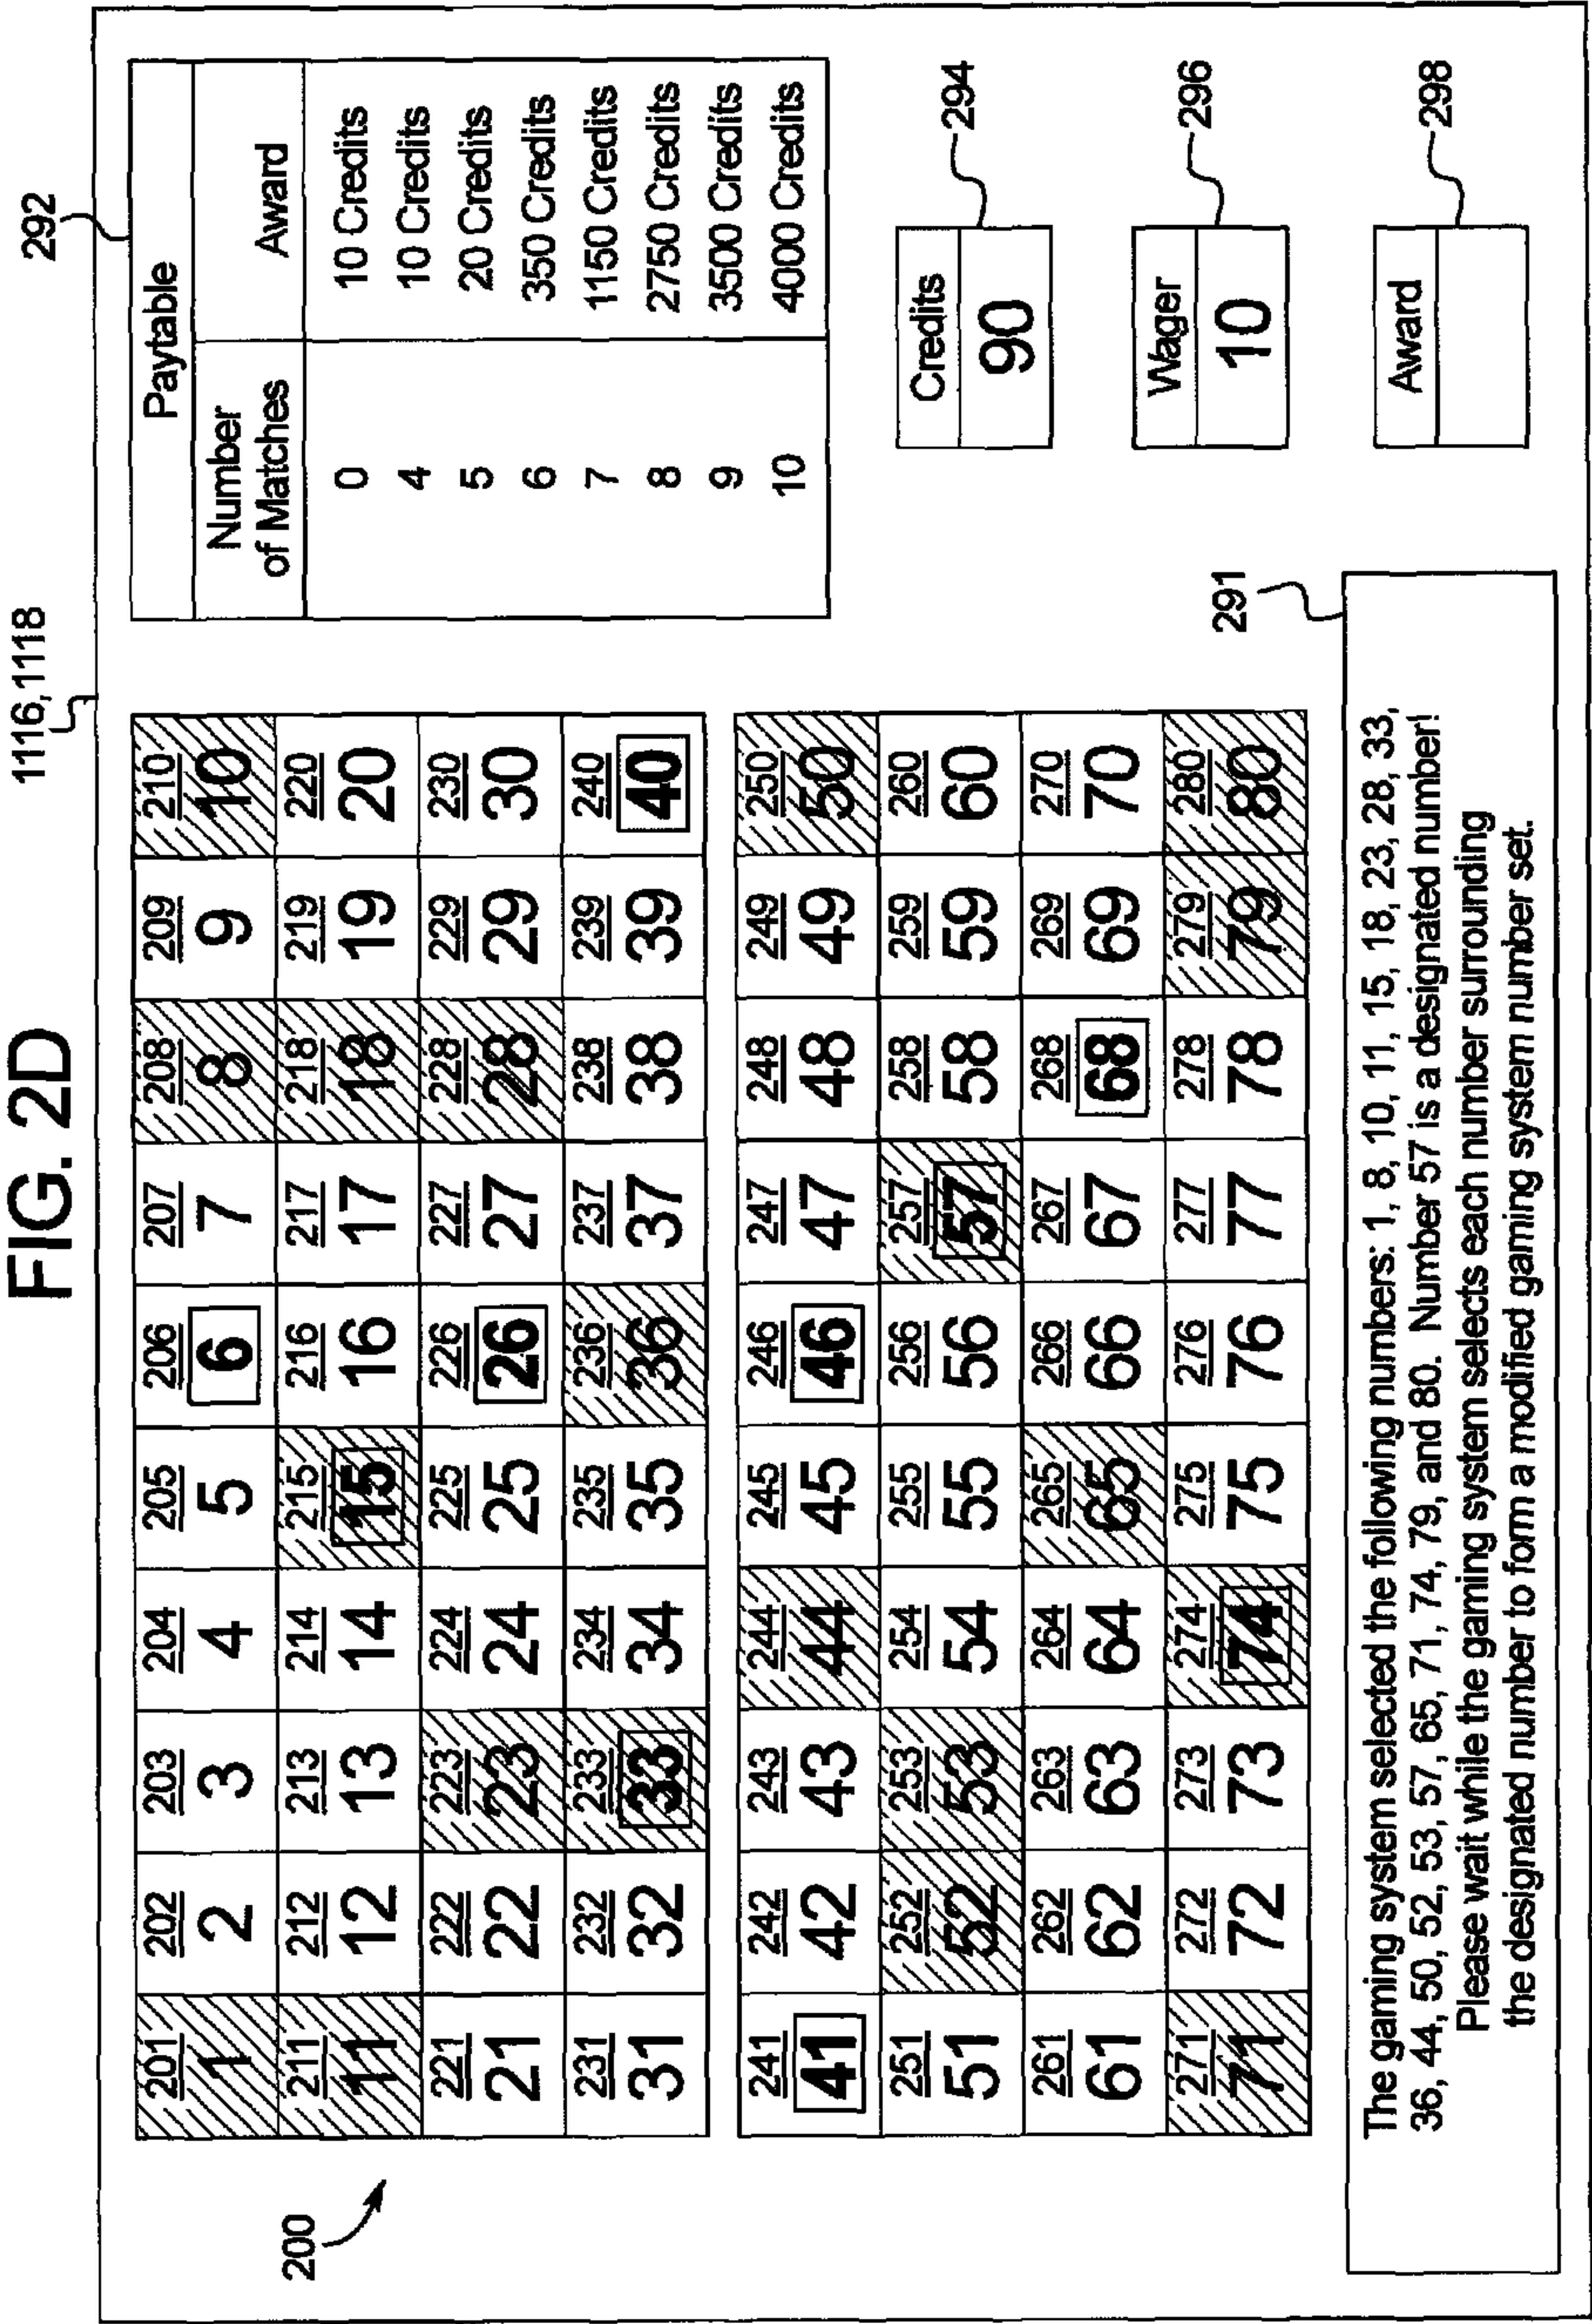 FIG. 2D
1116,1118
200
201 202 203 204 205 206 207 208 209 210
1 2 3 4 5 6 7 8 9 10
211 212 213 214 215 216 217 218 219 220
11 12 13 14 15 16 17 18 19 20
221 222 223 224 225 226 227 228 229 230
21 22 23 24 25 26 27 28 29 30
231 232 233 234 235 236 237 238 239 240
31 32 33 34 35 36 37 38 39 40
241 242 243 244 245 246 247 248 249 250
41 42 43 44 45 46 47 48 49 50
251 252 253 254 255 256 257 258 259 260
51 52 53 54 55 56 57 58 59 60
261 262 263 264 265 266 267 268 269 270
61 62 63 64 65 66 67 68 69 70
271 272 273 274 275 276 277 278 279 280
71 72 73 74 75 76 77 78 79 80
292
Paytable
Number
of Matches Award
0 10 Credits
4 10 Credits
5 20 Credits
6 350 Credits
7 1150 Credits
8 2750 Credits
9 3500 Credits
10 4000 Credits
Credits
90
294
Wager
10
296
Award
298
291
The gaming system selected the following numbers: 1, 8, 10, 11, 15, 18, 23, 28, 33,
36, 44, 50, 52, 53, 57, 65, 71, 74, 79, and 80. Number 57 is a designated number!
Please wait while the gaming system selects each number surrounding
the designated number to form a modified gaming system number set.